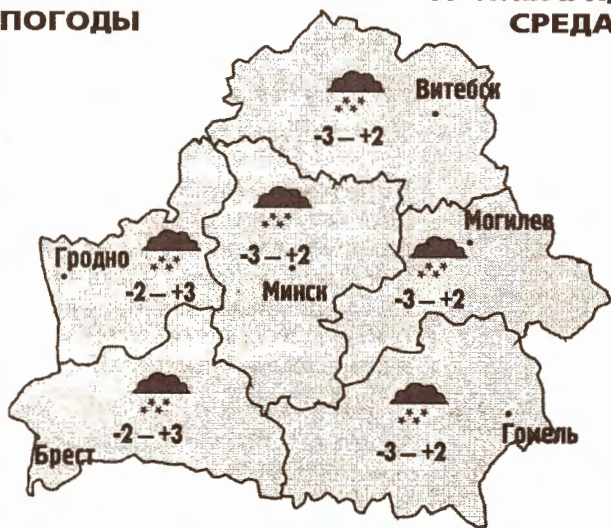 ПОГОДЫ
СРЕДА
Витебск
-3 — +2
Могилев
-3 — +2
Гродно
-2 — +3
-3 — +2
Минск
-2 — +3
Брест
-3 — +2
Гомель